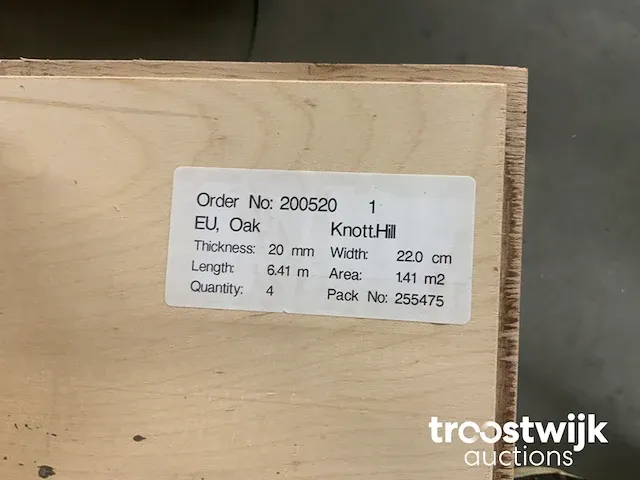 Order No: 200520 1
EU, Oak Knott.Hill
Thickness: 20 mm Width: 22.0 cm
Length: 6.41 m Area: 1.41 m2
Quantity: 4 Pack No: 255475
troostwijk
auctions